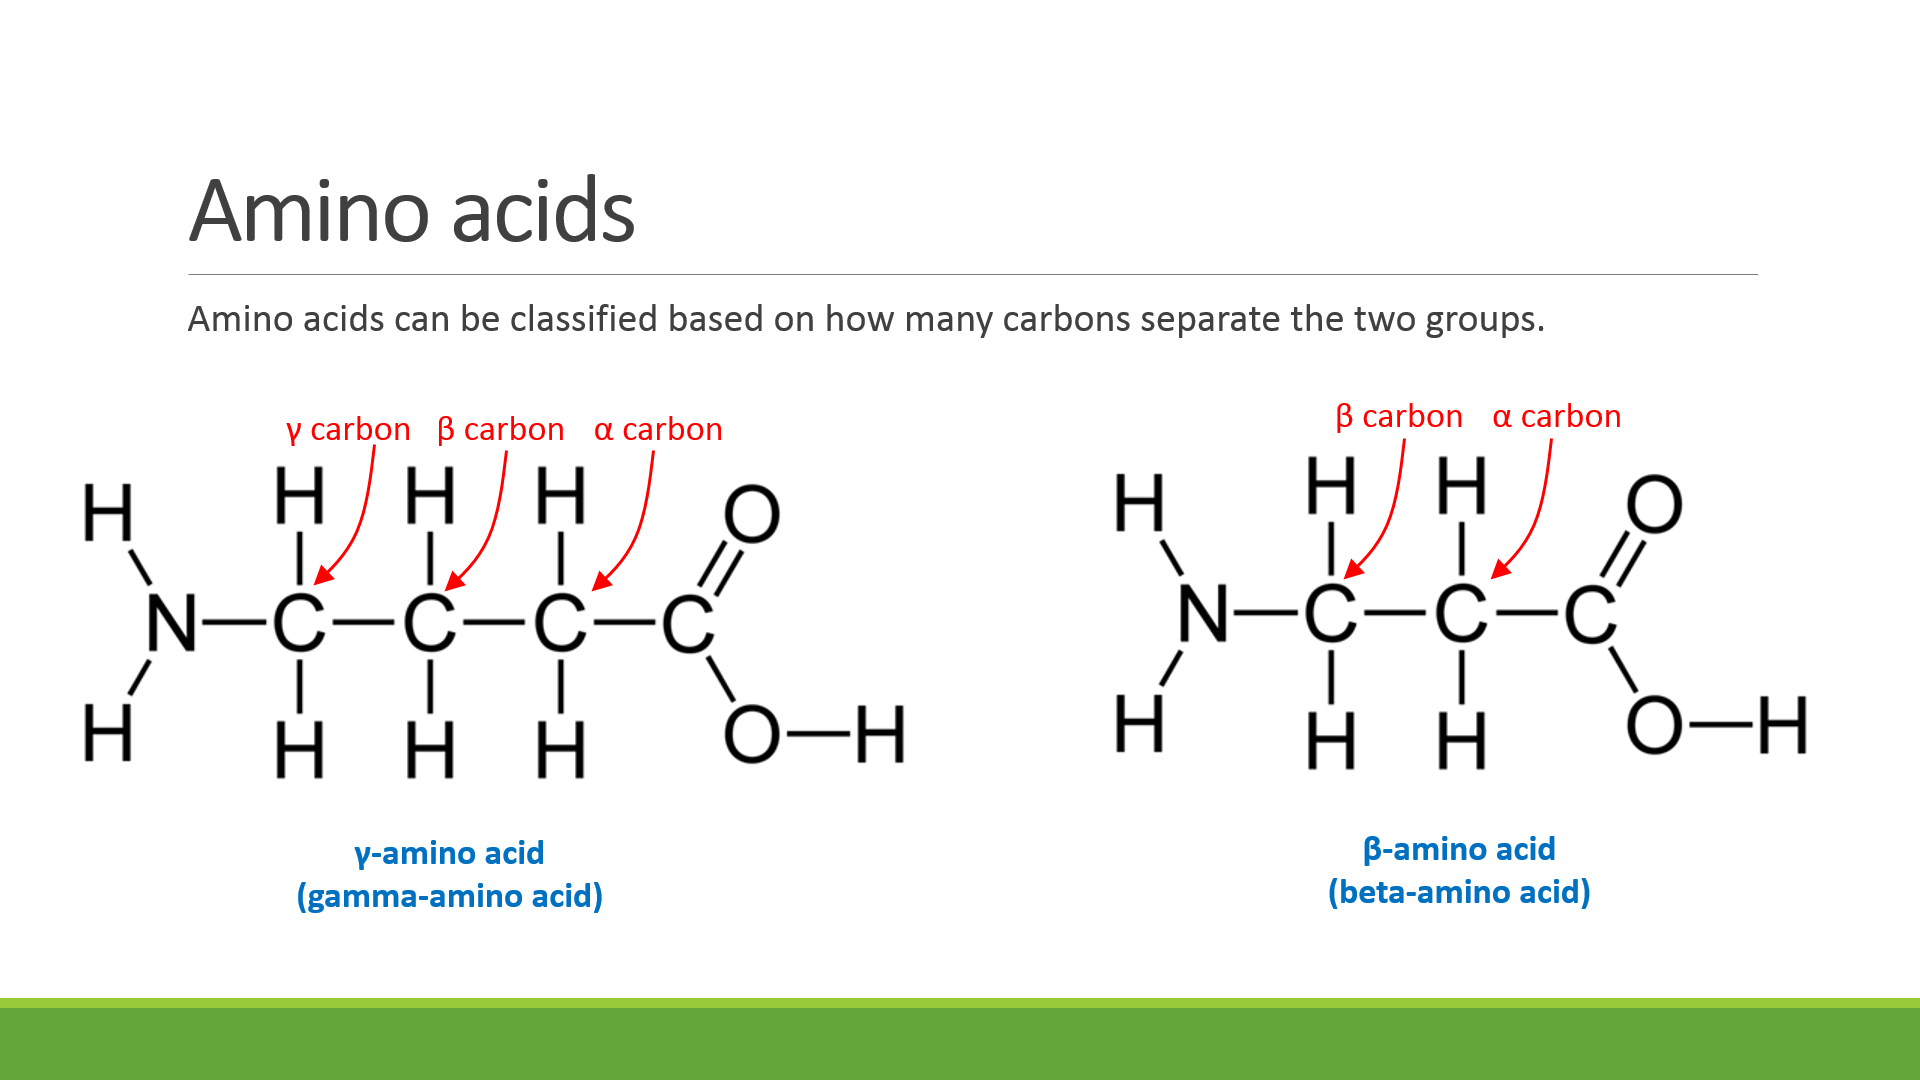 Amino acids
Amino acids can be classified based on how many carbons separate the two groups.
γ carbon β carbon α carbon
H H H H O
N C C C C
H H H H O H
γ-amino acid
(gamma-amino acid)
β carbon α carbon
H H H O
N C C C
H H H O H
β-amino acid
(beta-amino acid)